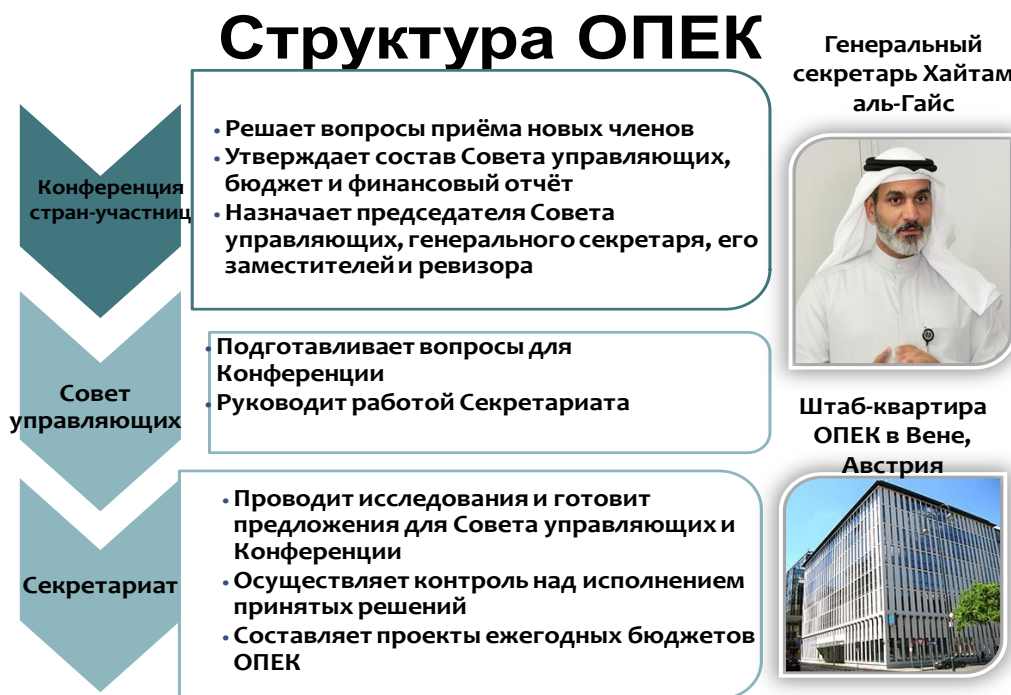 Структура ОПЕК
Конференция
стран-участниц
• Решает вопросы приёма новых членов
• Утверждает состав Совета управляющих,
бюджет и финансовый отчёт
• Назначает председателя Совета
управляющих, генерального секретаря, его
заместителей и ревизора
Совет
управляющих
• Подготавливает вопросы для
Конференции
• Руководит работой Секретариата
Секретариат
• Проводит исследования и готовит
предложения для Совета управляющих и
Конференции
• Осуществляет контроль над исполнением
принятых решений
• Составляет проекты ежегодных бюджетов
ОПЕК
Генеральный
секретарь Хайтам
аль-Гайс
Штаб-квартира
ОПЕК в Вене,
Австрия